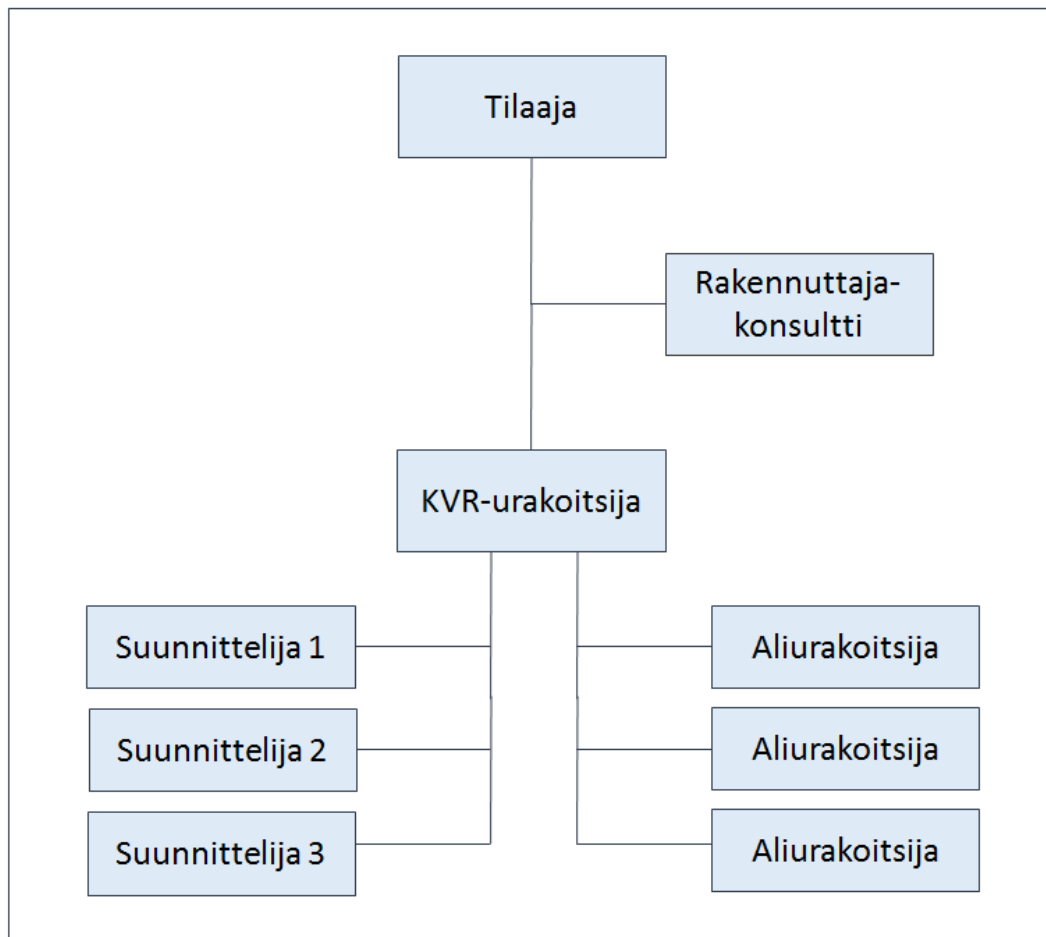 Tilaaja
Rakennuttaja-
konsultti
KVR-urakoitsija
Suunnittelija 1
Aliurakoitsija
Suunnittelija 2
Aliurakoitsija
Suunnittelija 3
Aliurakoitsija